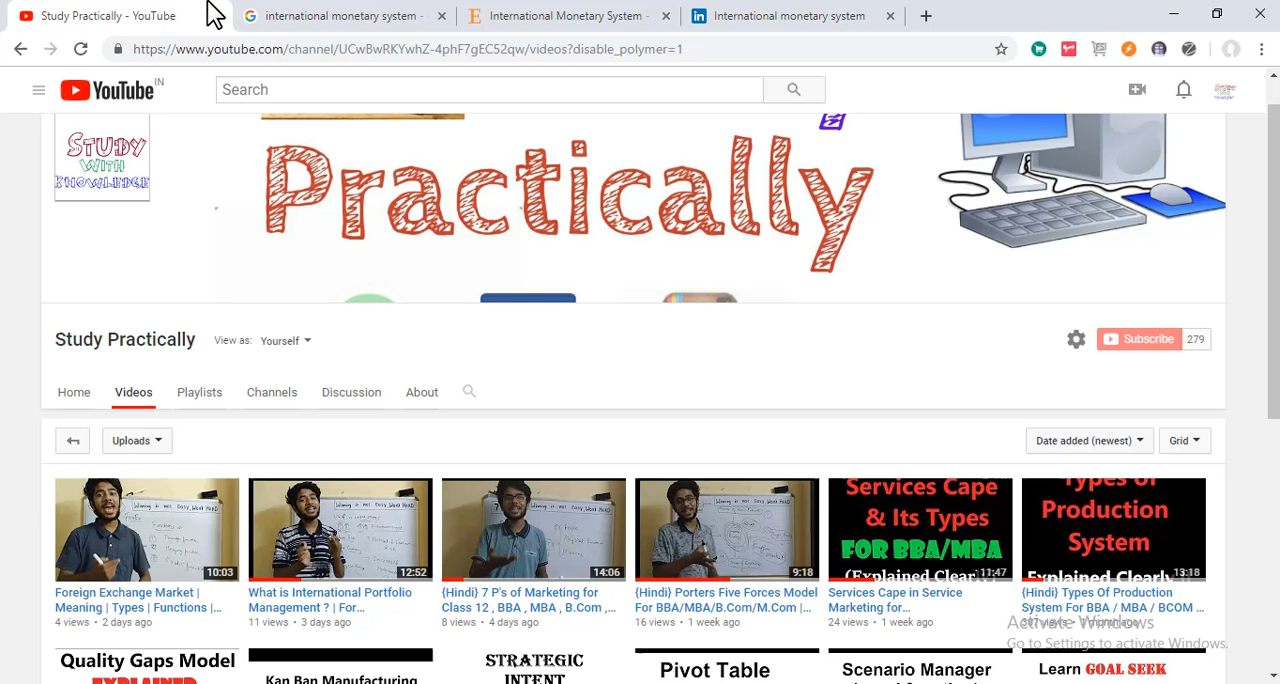 Study Practically - YouTube
international monetary system -
International Monetary System -
International monetary system
https://www.youtube.com/channel/UCwBwRKYwhZ-4phF7gEC52qw/videos?disable_polymer=1
YouTube IN
Search
STUDY
WITH
KNOWLEDGE
Practically
Study Practically View as: Yourself
Subscribe 279
Home Videos Playlists Channels Discussion About
Uploads
Date added (newest) Grid
Services Cape
& Its Types
FOR BBA/MBA
(Explained Clear
Types of
Production
System
Explained Clearly
10:03
12:52
14:06
9:18
11:47
13:18
Foreign Exchange Market |
Meaning | Types | Functions |...
4 views • 2 days ago
What is International Portfolio
Management ? | For...
11 views • 3 days ago
{Hindi} 7 P's of Marketing for
Class 12 , BBA , MBA , B.Com ,...
8 views • 4 days ago
{Hindi} Porters Five Forces Model
For BBA/MBA/B.Com/M.Com |...
16 views • 1 week ago
Services Cape in Service
Marketing for...
24 views • 1 week ago
{Hindi} Types Of Production
System For BBA / MBA / BCOM ...
Activate Windows
Go to Settings to activate Windows.
Quality Gaps Model
EXPLAINED
Kan Ban Manufacturing
STRATEGIC
INTENT
Pivot Table
Scenario Manager
Learn GOAL SEEK